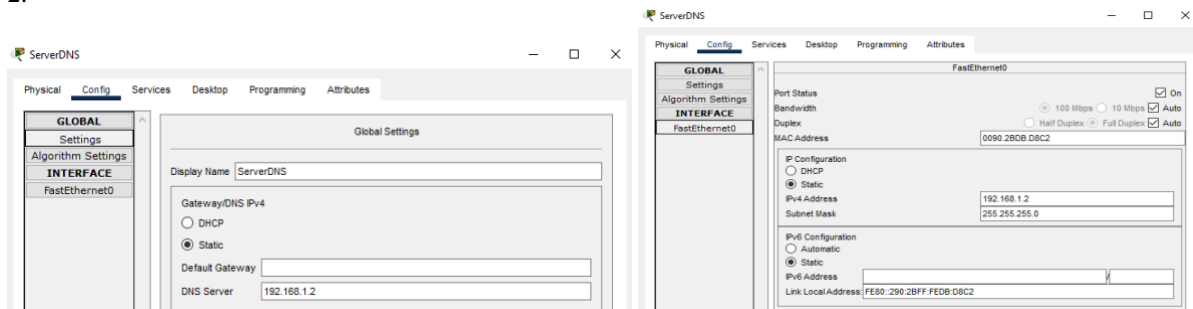 2.
ServerDNS
Physical Config Services Desktop Programming Attributes
GLOBAL
Settings
Algorithm Settings
INTERFACE
FastEthernet0
Global Settings
Display Name ServerDNS
Gateway/DNS IPv4
DHCP
Static
Default Gateway
DNS Server 192.168.1.2
ServerDNS
Physical Config Services Desktop Programming Attributes
GLOBAL
Settings
Algorithm Settings
INTERFACE
FastEthernet0
FastEthernet0
Port Status On
Bandwidth 100 Mbps 10 Mbps Auto
Duplex Half Duplex Full Duplex Auto
MAC Address 0090.2BDB.D8C2
IP Configuration
DHCP
Static
IPv4 Address 192.168.1.2
Subnet Mask 255.255.255.0
IPv6 Configuration
Automatic
Static
IPv6 Address /
Link Local Address: FE80::290:2BFF:FEDB:D8C2